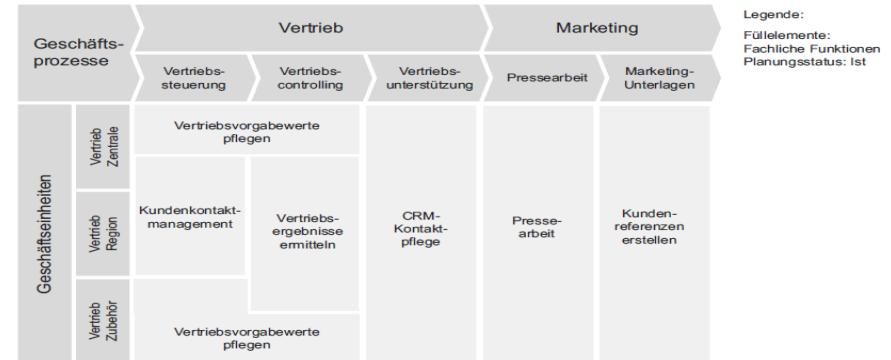 Geschäfts-
prozesse
Vertrieb
Marketing
Vertriebs-
steuerung
Vertriebs-
controlling
Vertriebs-
unterstützung
Pressearbeit
Marketing-
Unterlagen
Legende:
Füllelemente:
Fachliche Funktionen
Planungsstatus: Ist
Geschäftseinheiten
Vertrieb
Zentrale
Vertrieb
Region
Vertrieb
Zubehör
Vertriebsvorgabewerte
pflegen
Kundenkontakt-
management
Vertriebs-
ergebnisse
ermitteln
CRM-
Kontakt-
pflege
Presse-
arbeit
Kunden-
referenzen
erstellen
Vertriebsvorgabewerte
pflegen